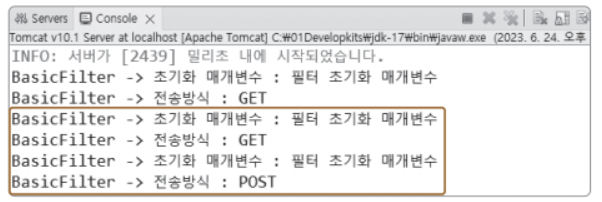 Servers Console
Tomcat v10.1 Server at localhost [Apache Tomcat] C:₩01Developkits₩jdk-17₩bin₩javaw.exe (2023. 6. 24. 오후
INFO: 서버가 [2439] 밀리초 내에 시작되었습니다.
BasicFilter -> 초기화 매개변수 : 필터 초기화 매개변수
BasicFilter -> 전송방식 : GET
BasicFilter -> 초기화 매개변수 : 필터 초기화 매개변수
BasicFilter -> 전송방식 : GET
BasicFilter -> 초기화 매개변수 : 필터 초기화 매개변수
BasicFilter -> 전송방식 : POST